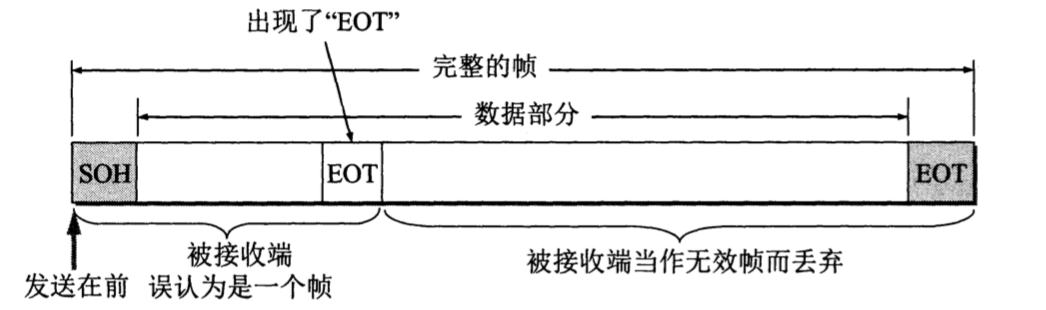 出现了“EOT”
完整的帧
数据部分
SOH
EOT
EOT
被接收端
误认为是一个帧
被接收端当作无效帧而丢弃
发送在前